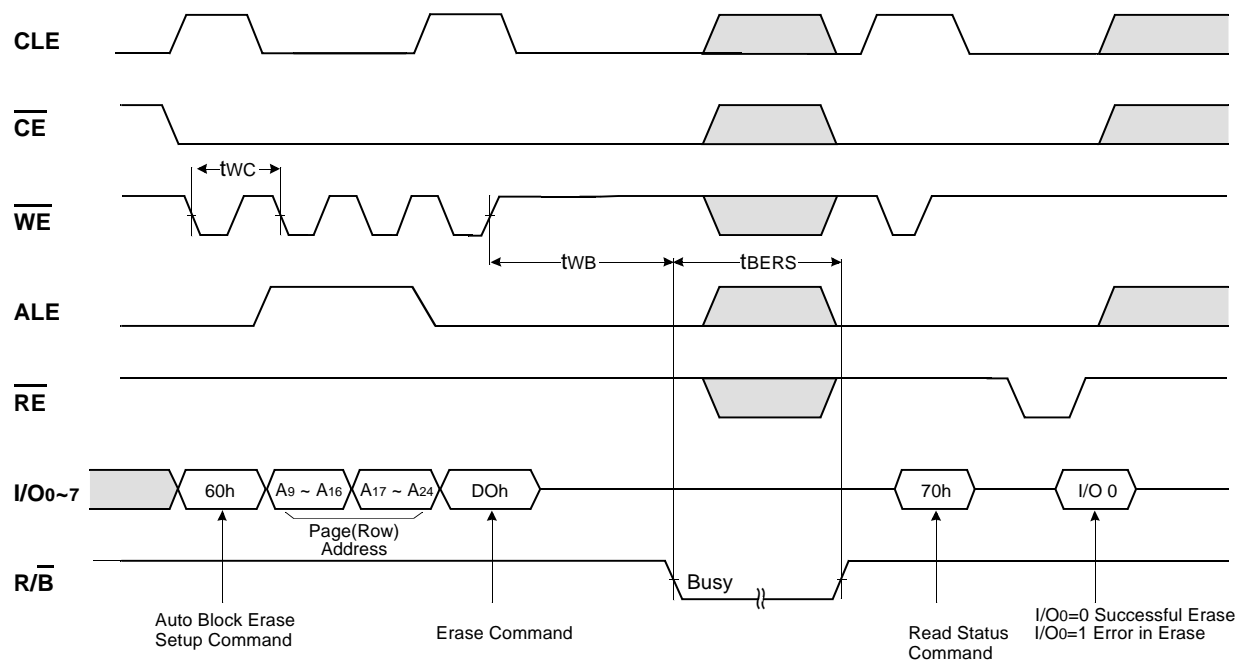 CLE
CE
tWC
WE
tWB
tBERS
ALE
RE
I/O0~7
60h
A9 ~ A16
A17 ~ A24
DOh
70h
I/O 0
Page(Row)
Address
R/B
Busy
Auto Block Erase
Setup Command
Erase Command
Read Status
Command
I/O0=0 Successful Erase
I/O0=1 Error in Erase